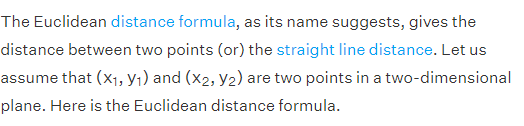 The Euclidean distance formula, as its name suggests, gives the
distance between two points (or) the straight line distance. Let us
assume that (x₁, y₁) and (x₂, y₂) are two points in a two-dimensional
plane. Here is the Euclidean distance formula.